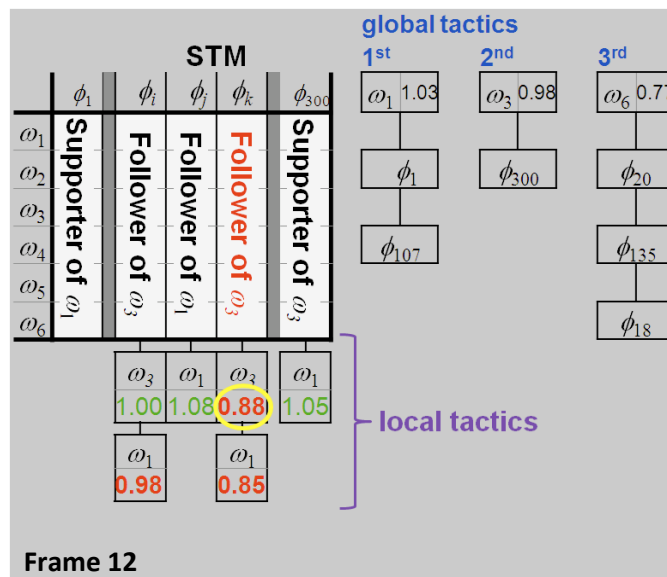 global tactics
STM
1st 2nd 3rd
ϕ1 ϕi ϕj ϕk ϕ300
ω1 1.03 ω3 0.98 ω6 0.77
ω1
ω2
ω3
ω4
ω5
ω6
Supporter of ω1
Follower of ω3
Follower of ω1
Follower of ω3
Supporter of ω3
ϕ1 ϕ300 ϕ20
ϕ107 ϕ135
ϕ18
ω3 ω1 ω3 ω1
1.00 1.08 0.88 1.05
local tactics
ω1 ω1
0.98 0.85
Frame 12